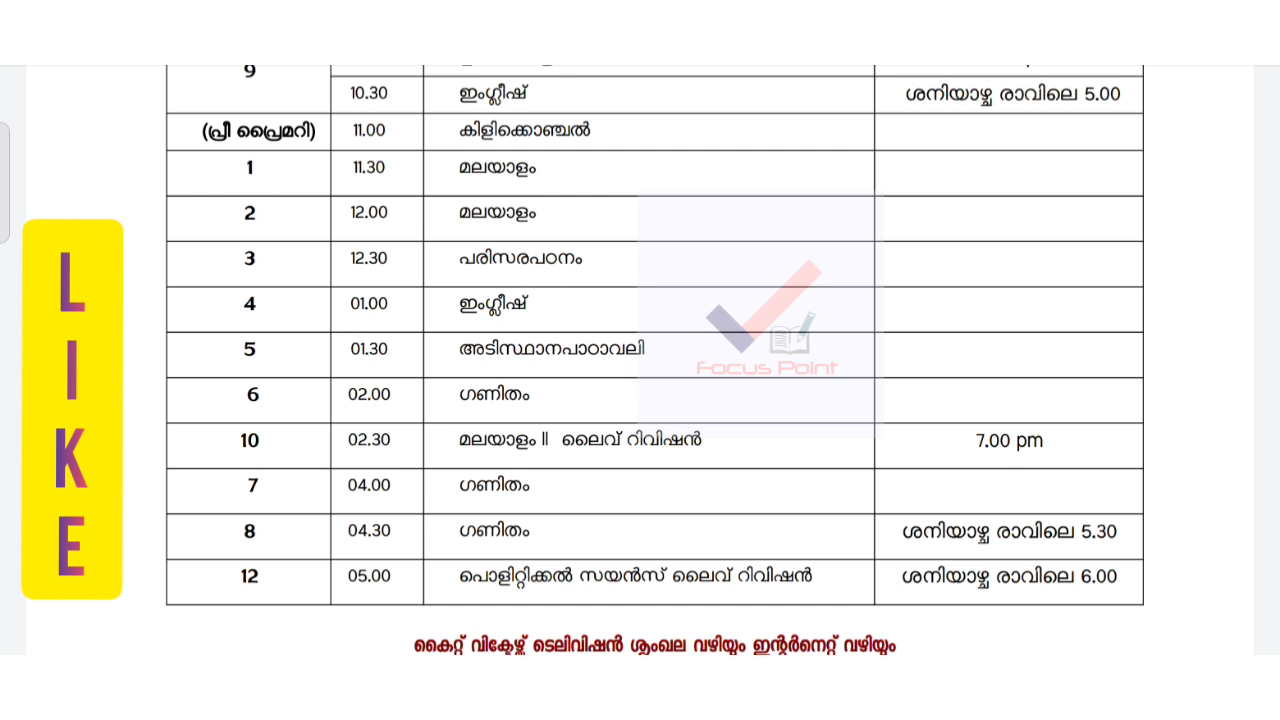 9
10.30 ഇംഗ്ലീഷ് ശനിയാഴ്ച രാവിലെ 5.00
(പ്രീ പ്രൈമറി) 11.00 കിളിക്കൊഞ്ചൽ
1 11.30 മലയാളം
2 12.00 മലയാളം
3 12.30 പരിസരപഠനം
4 01.00 ഇംഗ്ലീഷ്
5 01.30 അടിസ്ഥാനപാഠാവലി
Focus Point
6 02.00 ഗണിതം
10 02.30 മലയാളം II ലൈവ് റിവിഷൻ 7.00 pm
7 04.00 ഗണിതം
8 04.30 ഗണിതം ശനിയാഴ്ച രാവിലെ 5.30
12 05.00 പൊളിറ്റിക്കൽ സയൻസ് ലൈവ് റിവിഷൻ ശനിയാഴ്ച രാവിലെ 6.00
കൈറ്റ് വിക്ടേഴ്സ് ടെലിവിഷൻ ശൃംഖല വഴിയും ഇന്റർനെറ്റ് വഴിയും
L
I
K
E